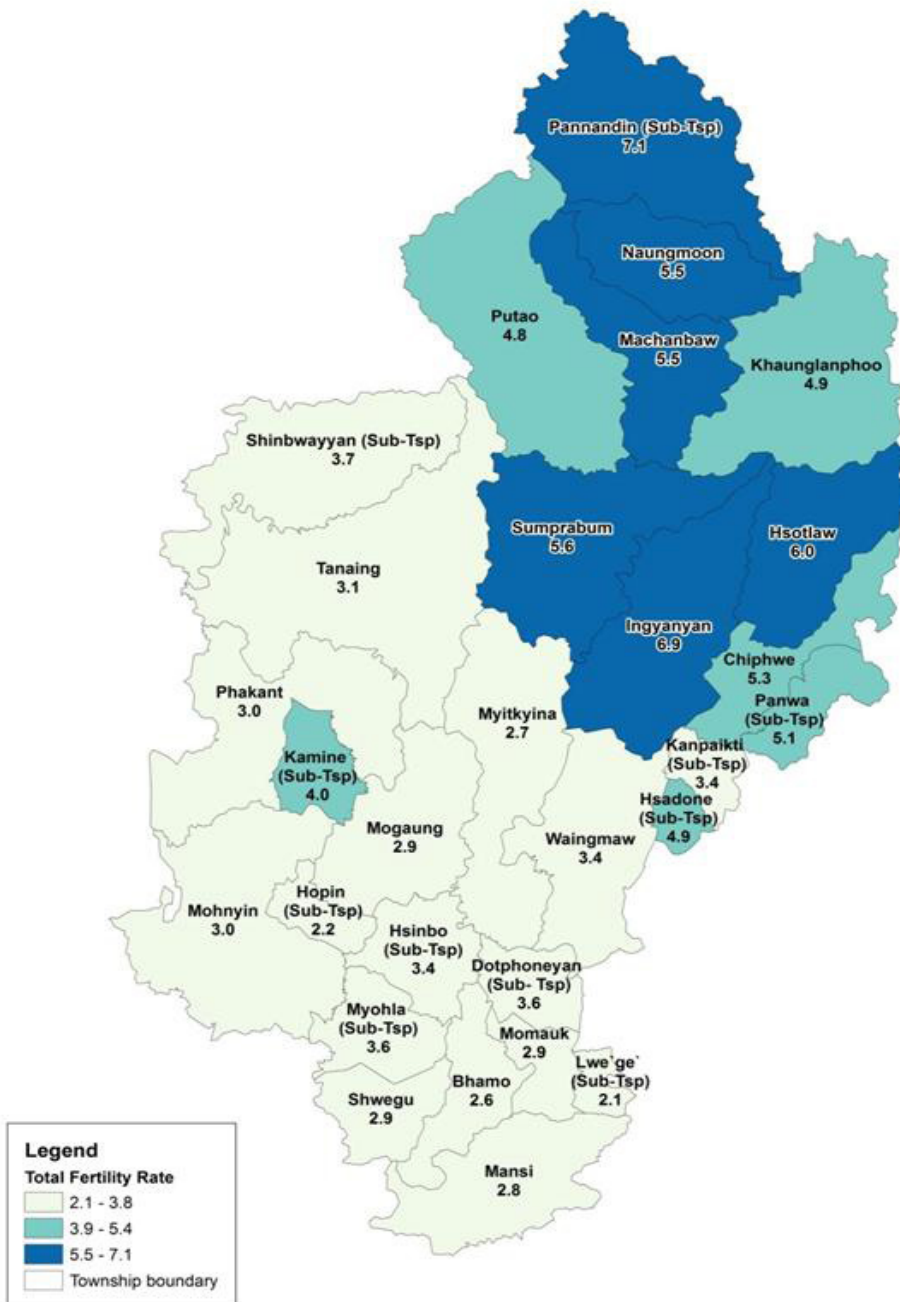 Pannandin (Sub-Tsp)
7.1
Naungmoon
5.5
Putao
4.8
Machanbaw
5.5
Khaunglanphoo
4.9
Shinbwayyan (Sub-Tsp)
3.7
Sumprabum
5.6
Hsotlaw
6.0
Tanaing
3.1
Ingyanyan
6.9
Chiphwe
5.3
Phakant
3.0
Myitkyina
2.7
Panwa
(Sub-Tsp)
5.1
Kanpaikti
(Sub-Tsp)
3.4
Kamine
(Sub-Tsp)
4.0
Hsadone
(Sub-Tsp)
4.9
Mogaung
2.9
Waingmaw
3.4
Hopin
(Sub-Tsp)
2.2
Mohnyin
3.0
Hsinbo
(Sub-Tsp)
3.4
Dotphoneyan
(Sub- Tsp)
3.6
Myohla
(Sub-Tsp)
3.6
Momauk
2.9
Lwe`ge`
(Sub-Tsp)
2.1
Bhamo
2.6
Shwegu
2.9
Mansi
2.8
Legend
Total Fertility Rate
2.1 - 3.8
3.9 - 5.4
5.5 - 7.1
Township boundary